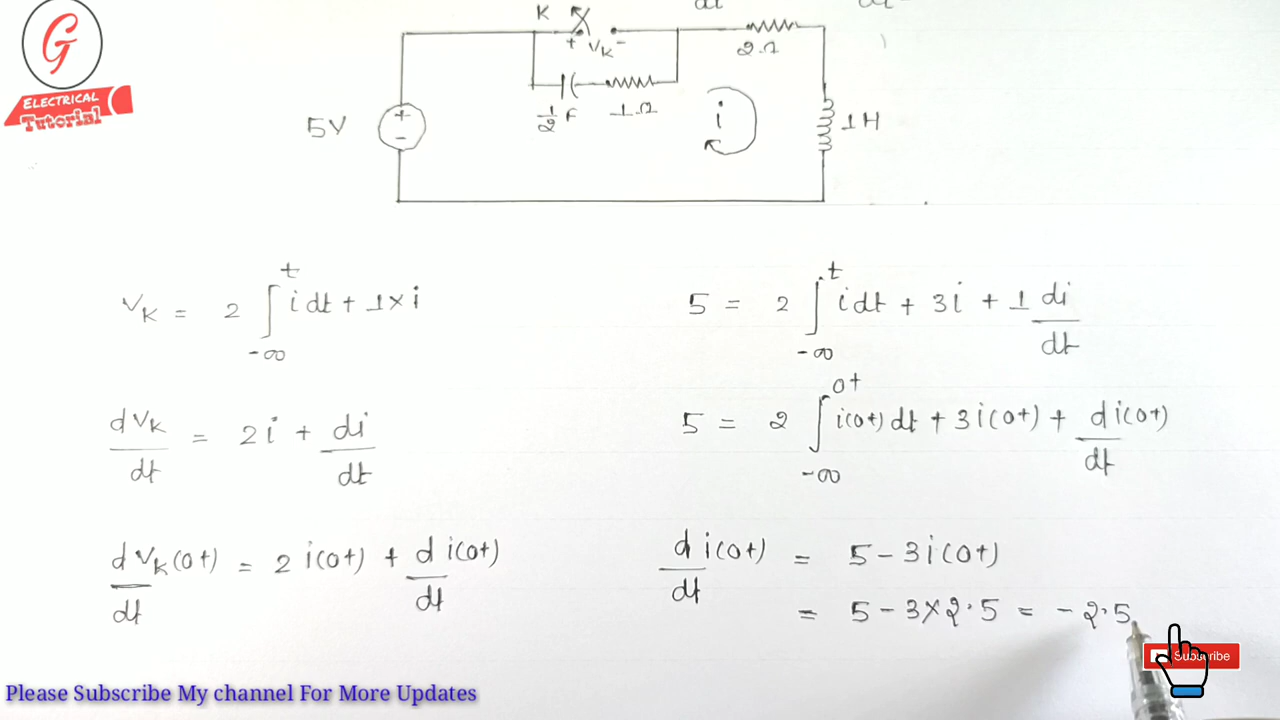 G
ELECTRICAL
Tutorial
K
+ VK -
2Ω
½ F
1Ω
5V
+
-
i
1H
VK = 2 ∫_{-∞}^{t} i dt + 1 × i
5 = 2 ∫_{-∞}^{t} i dt + 3i + 1 di/dt
dVK/dt = 2i + di/dt
5 = 2 ∫_{-∞}^{0+} i(0+) dt + 3i(0+) + d i(0+)/dt
d/dt VK(0+) = 2 i(0+) + d/dt i(0+)
d/dt i(0+) = 5 - 3i(0+)
= 5 - 3×2.5 = -2.5
Subscribe
Please Subscribe My channel For More Updates